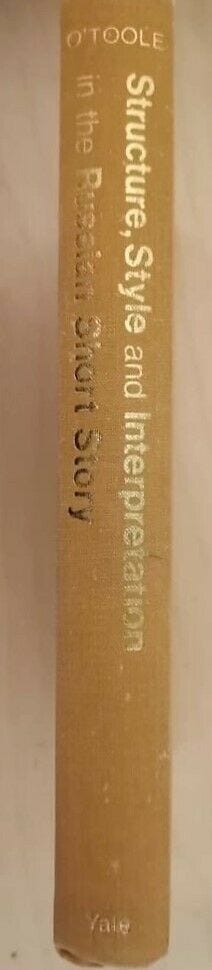 O'TOOLE
Structure, Style and Interpretation
in the Russian Short Story
Yale